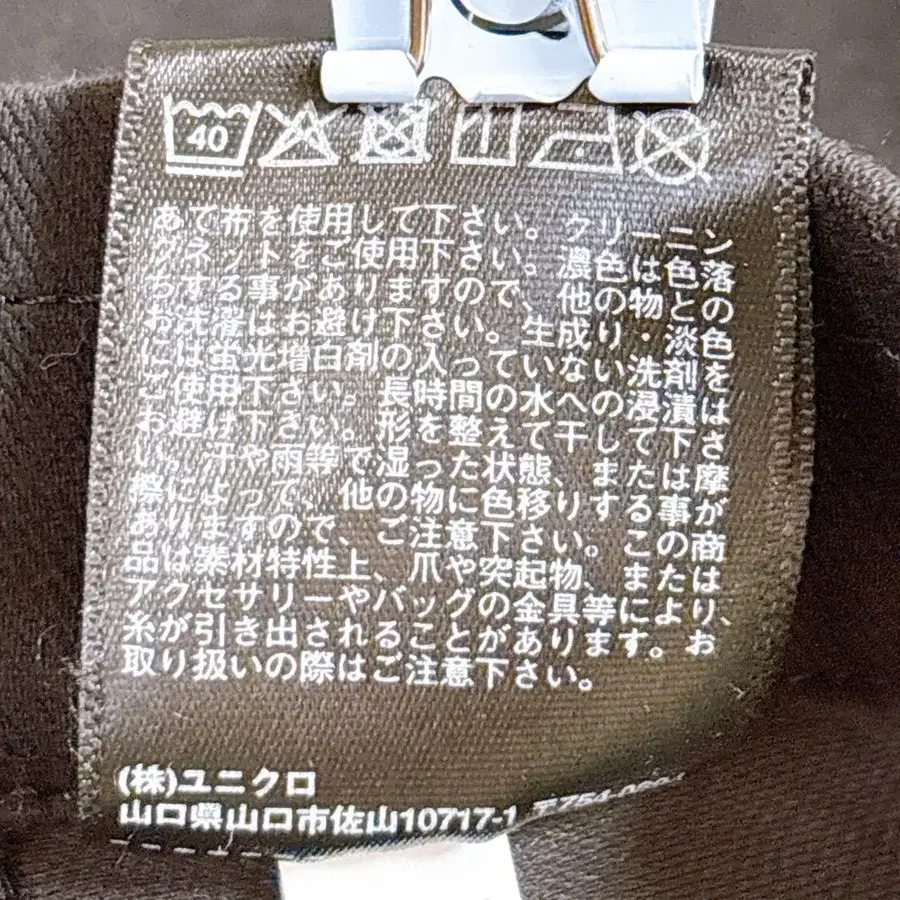 40
あて布を使用して下さい。クリーニン
グネットをご使用下さい。濃色は色落
ちする事がありますので、他の物との
お洗濯はお避け下さい。生成り・淡色
には蛍光増白剤の入っていない洗剤を
ご使用下さい。長時間の水への浸漬は
お避け下さい。形を整えて干して下さ
い。汗や雨等で湿った状態、または摩
擦によって、他の物に色移りする事が
ありますので、ご注意下さい。この商
品は素材特性上、爪や突起物、または
アクセサリーやバッグの金具等により、
糸が引き出されることがあります。お
取り扱いの際はご注意下さい。
(株)ユニクロ
山口県山口市佐山10717-1